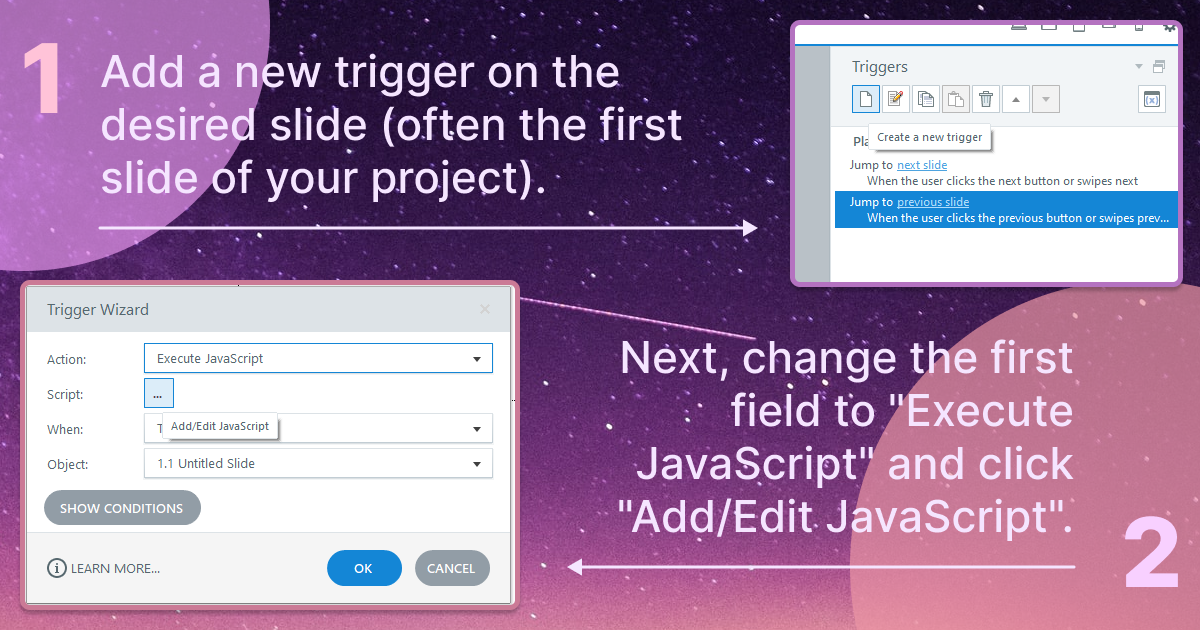 1
Add a new trigger on the
desired slide (often the first
slide of your project).
Triggers
Create a new trigger
Jump to next slide
When the user clicks the next button or swipes next
Jump to previous slide
When the user clicks the previous button or swipes prev...
Trigger Wizard
Action: Execute JavaScript
Script: ...
Add/Edit JavaScript
When:
Object: 1.1 Untitled Slide
SHOW CONDITIONS
LEARN MORE...
OK
CANCEL
Next, change the first
field to "Execute
JavaScript" and click
"Add/Edit JavaScript".
2